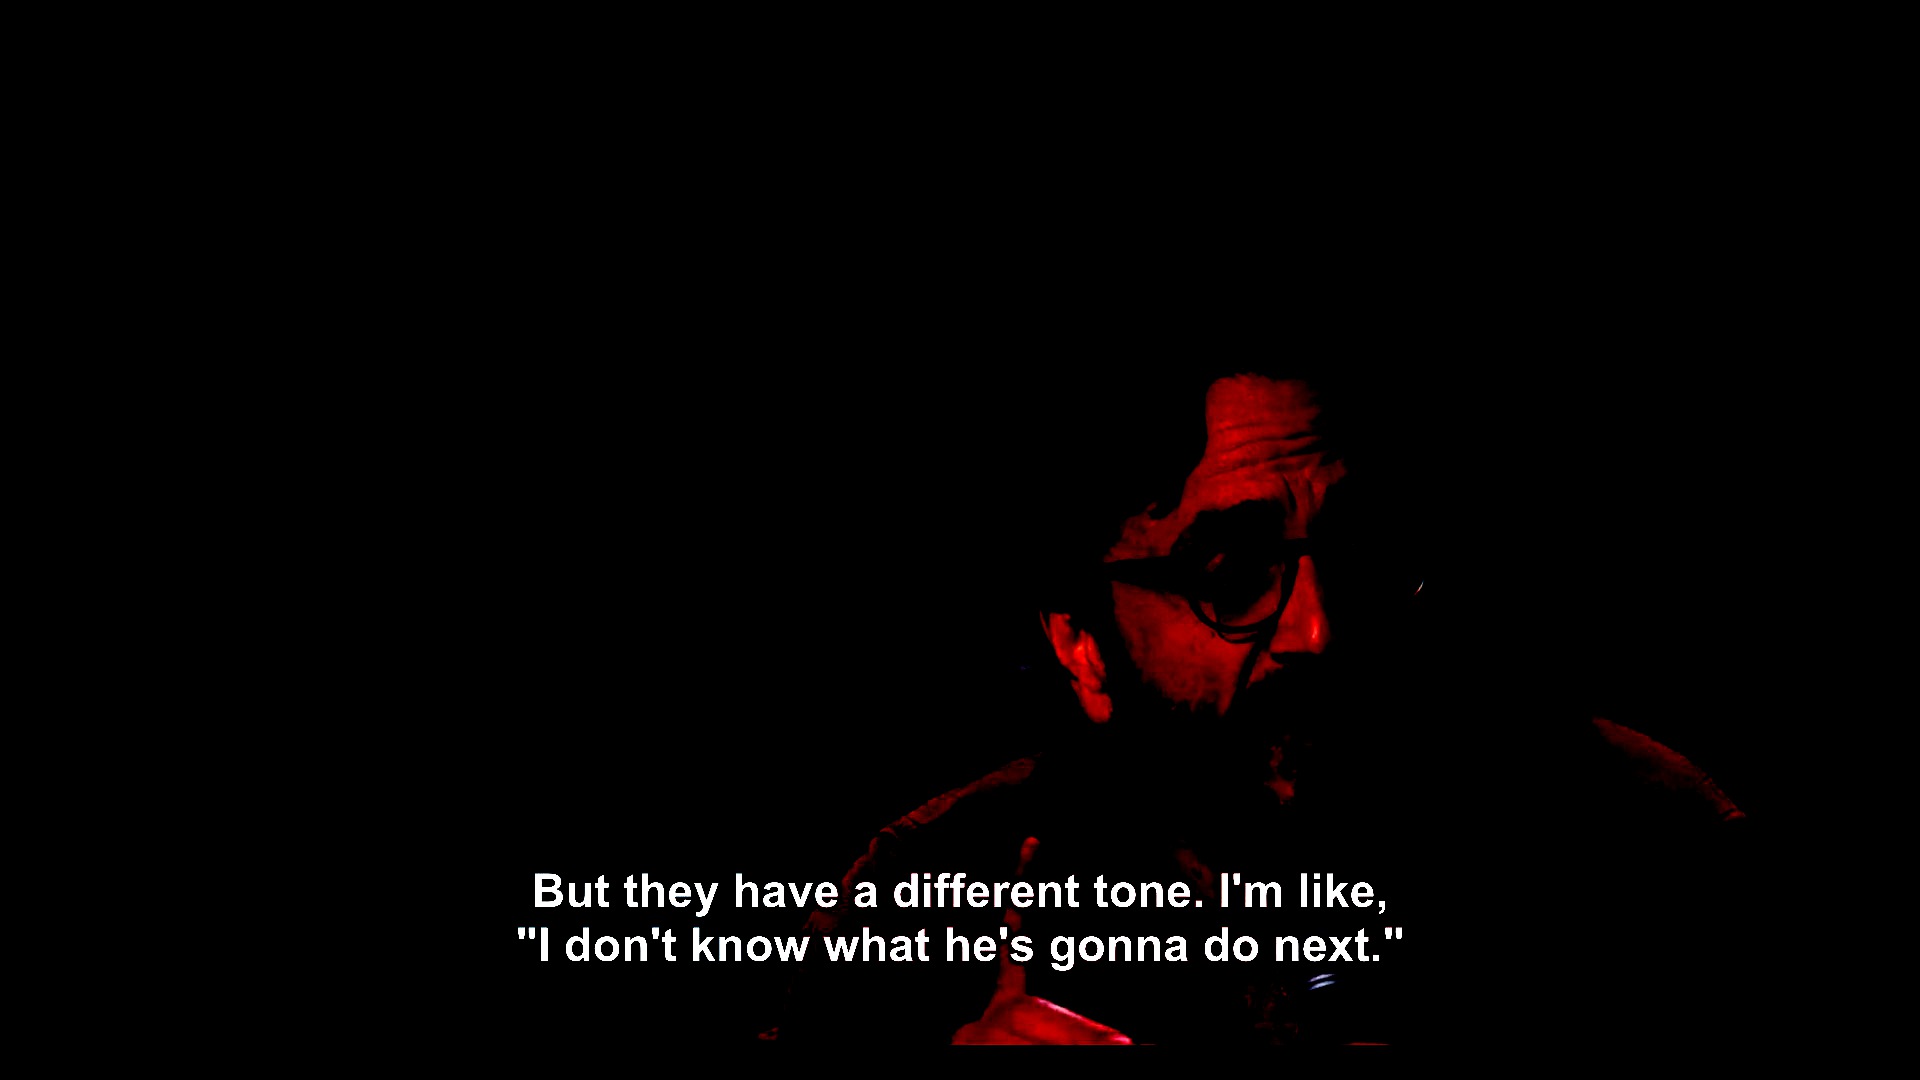 But they have a different tone. I'm like,
"I don't know what he's gonna do next."